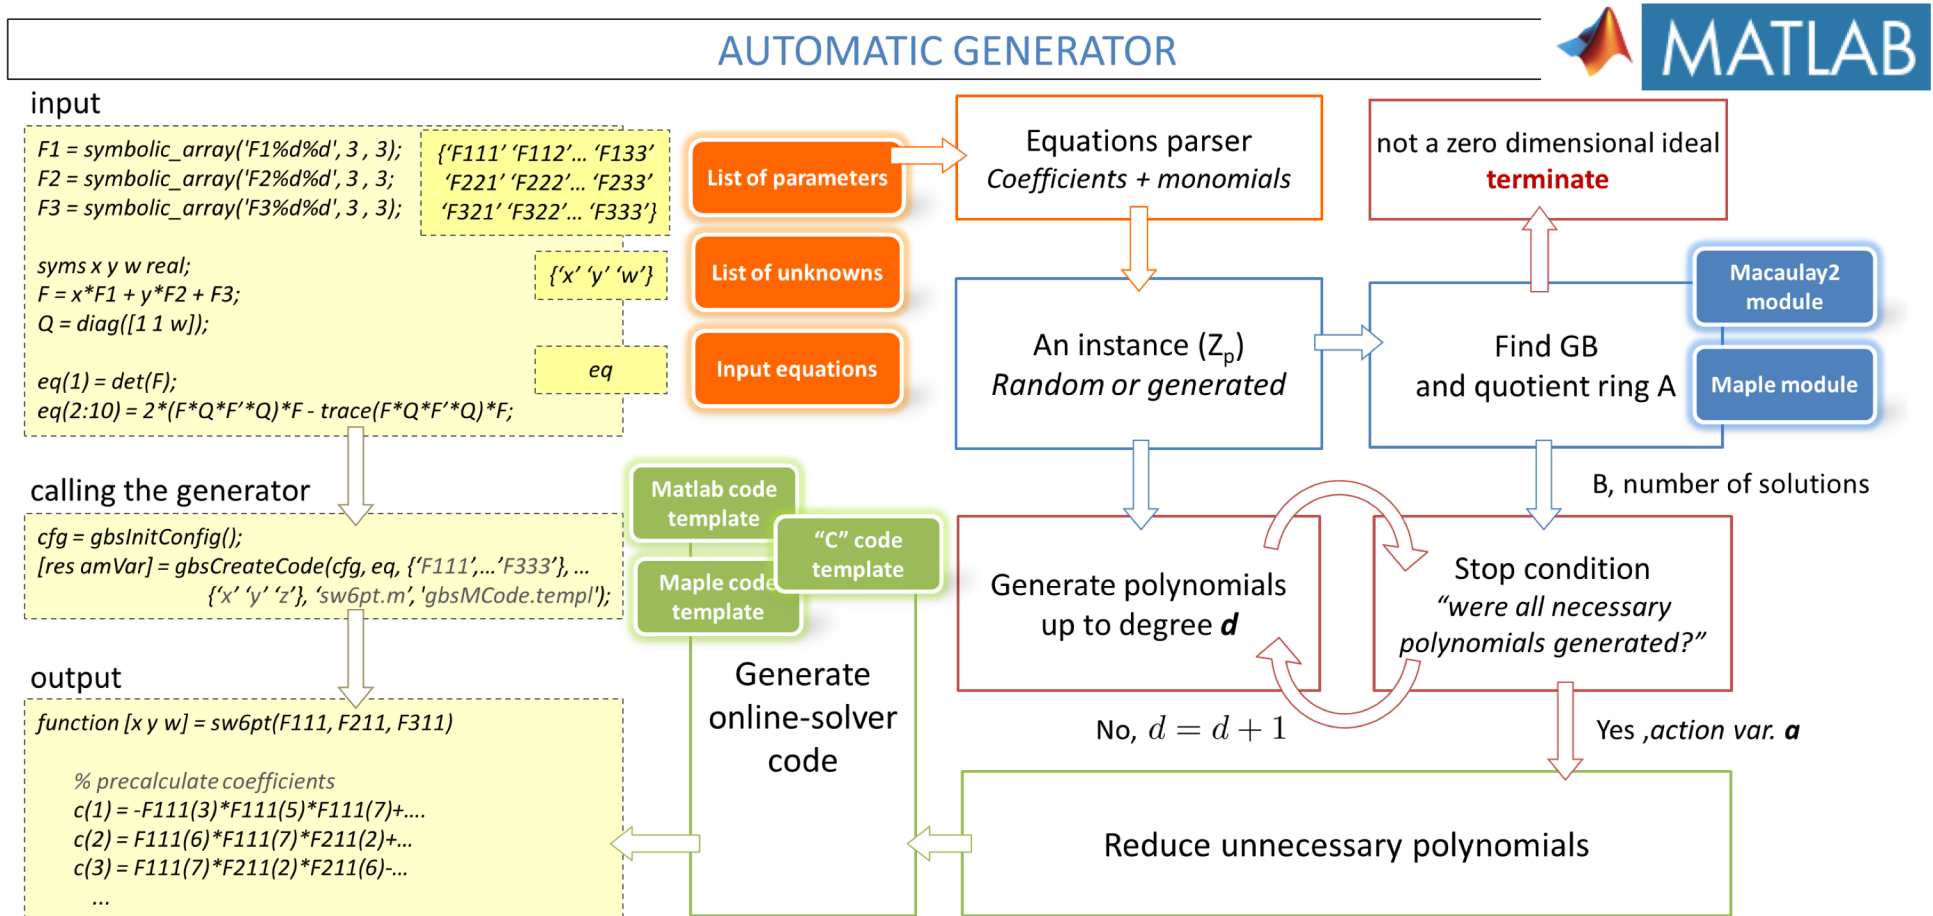 AUTOMATIC GENERATOR
MATLAB
input
F1 = symbolic_array('F1%d%d', 3 , 3);
F2 = symbolic_array('F2%d%d', 3 , 3);
F3 = symbolic_array('F3%d%d', 3 , 3);
{‘F111’ ‘F112’... ‘F133’
‘F221’ ‘F222’... ‘F233’
‘F321’ ‘F322’... ‘F333’}
syms x y w real;
F = x*F1 + y*F2 + F3;
Q = diag([1 1 w]);
{‘x’ ‘y’ ‘w’}
eq(1) = det(F);
eq(2:10) = 2*(F*Q*F'*Q)*F - trace(F*Q*F'*Q)*F;
eq
List of parameters
List of unknowns
Input equations
Equations parser
Coefficients + monomials
not a zero dimensional ideal
terminate
An instance (Zp)
Random or generated
Find GB
and quotient ring A
Macaulay2
module
Maple module
B, number of solutions
calling the generator
cfg = gbsInitConfig();
[res amVar] = gbsCreateCode(cfg, eq, {‘F111’,...‘F333’}, ...
{‘x’ ‘y’ ‘z’}, ‘sw6pt.m’, 'gbsMCode.templ');
Matlab code
template
“C” code
template
Maple code
template
Generate polynomials
up to degree d
Stop condition
“were all necessary
polynomials generated?”
No, d = d + 1
Yes ,action var. a
output
function [x y w] = sw6pt(F111, F211, F311)
% precalculate coefficients
c(1) = -F111(3)*F111(5)*F111(7)+....
c(2) = F111(6)*F111(7)*F211(2)+...
c(3) = F111(7)*F211(2)*F211(6)-...
...
Generate
online-solver
code
Reduce unnecessary polynomials